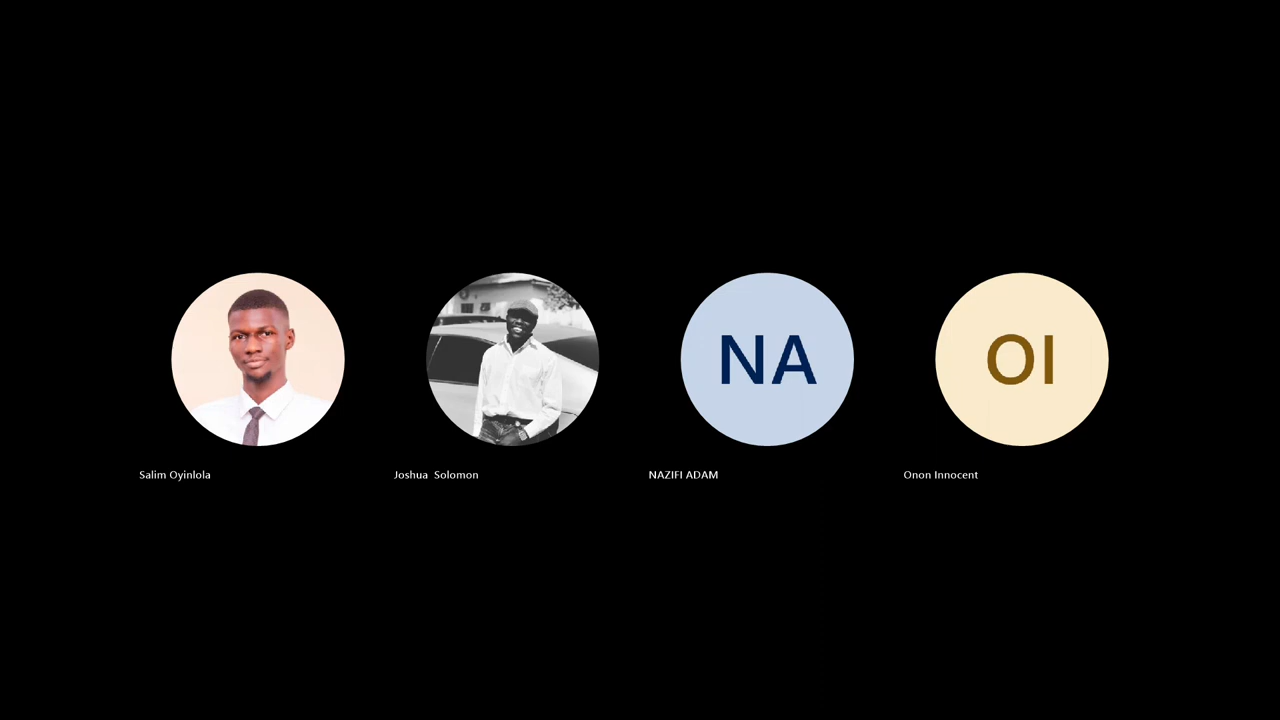 NA
OI
Salim Oyinlola
Joshua  Solomon
NAZIFI ADAM
Onon Innocent